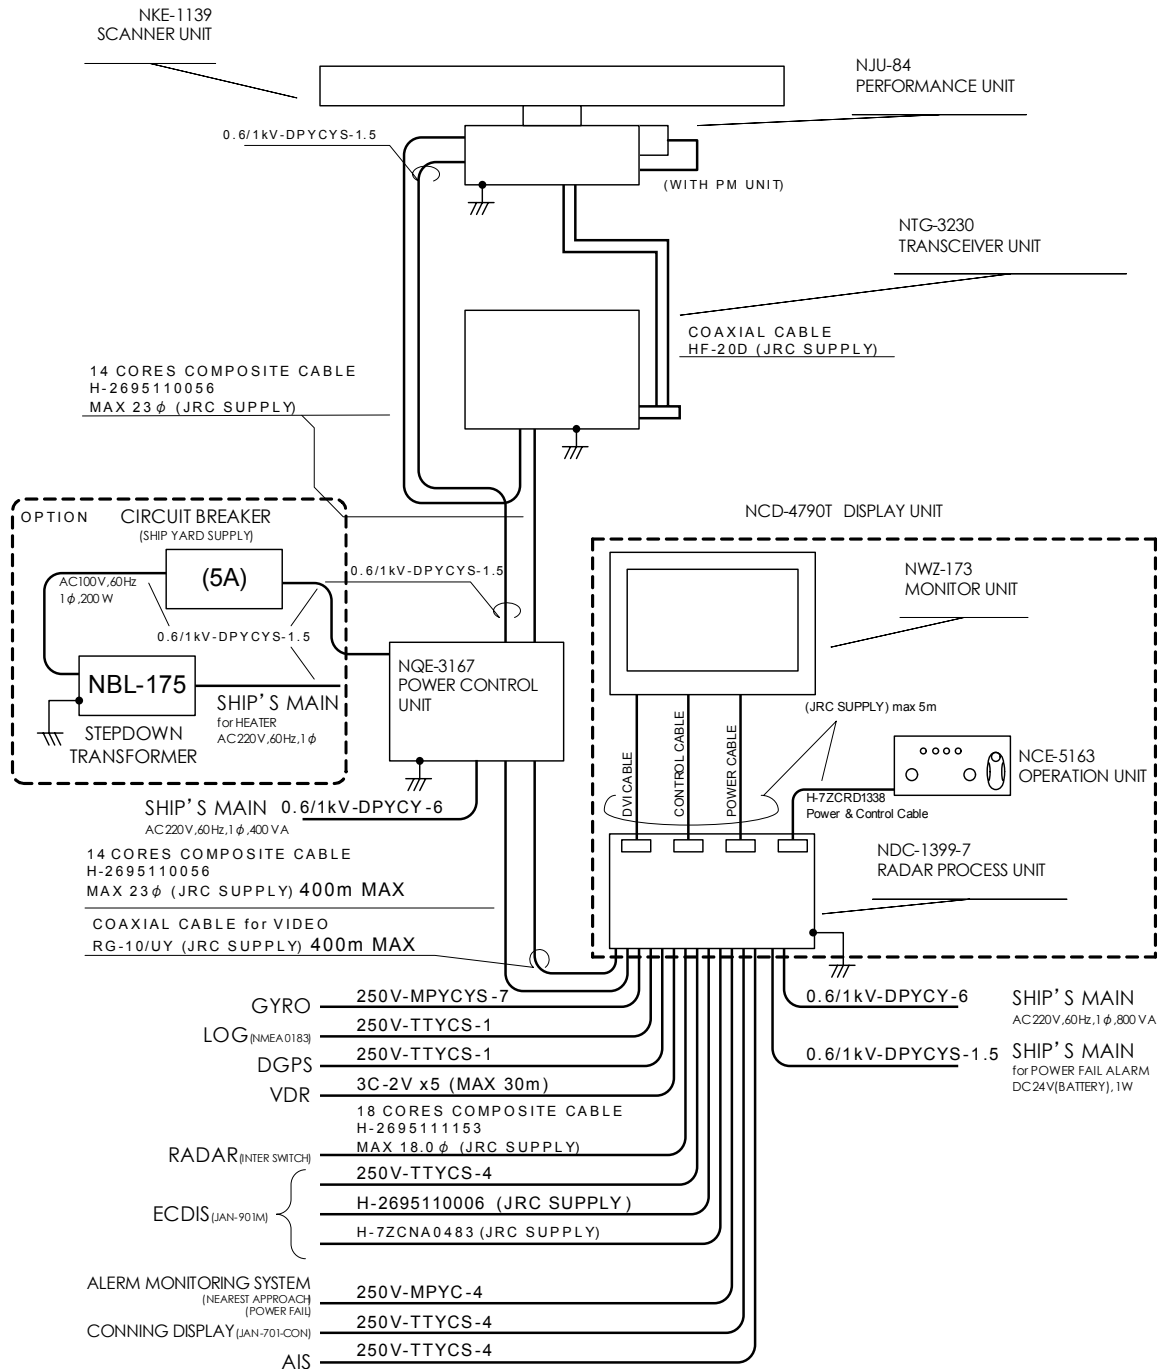 NKE-1139
SCANNER UNIT
NJU-84
PERFORMANCE UNIT
0.6/1kV-DPYCYS-1.5
(WITH PM UNIT)
NTG-3230
TRANSCEIVER UNIT
COAXIAL CABLE
HF-20D (JRC SUPPLY)
14 CORES COMPOSITE CABLE
H-2695110056
MAX 23φ (JRC SUPPLY)
OPTION
CIRCUIT BREAKER
(SHIP YARD SUPPLY)
(5A)
AC100V,60Hz
1φ,200W
0.6/1kV-DPYCYS-1.5
0.6/1kV-DPYCYS-1.5
NBL-175
STEPDOWN
TRANSFORMER
SHIP'S MAIN
for HEATER
AC220V,60Hz,1φ
NQE-3167
POWER CONTROL
UNIT
NCD-4790T DISPLAY UNIT
NWZ-173
MONITOR UNIT
(JRC SUPPLY) max 5m
DVI CABLE
CONTROL CABLE
POWER CABLE
NCE-5163
OPERATION UNIT
H-7ZCRD1338
Power & Control Cable
NDC-1399-7
RADAR PROCESS UNIT
SHIP'S MAIN 0.6/1kV-DPYCY-6
AC220V,60Hz,1φ,400VA
14 CORES COMPOSITE CABLE
H-2695110056
MAX 23φ (JRC SUPPLY) 400m MAX
COAXIAL CABLE for VIDEO
RG-10/UY (JRC SUPPLY) 400m MAX
GYRO 250V-MPYCYS-7
LOG(NMEA0183) 250V-TTYCS-1
DGPS 250V-TTYCS-1
VDR 3C-2V x5 (MAX 30m)
18 CORES COMPOSITE CABLE
H-2695111153
MAX 18.0φ (JRC SUPPLY)
RADAR(INTER SWITCH)
250V-TTYCS-4
ECDIS(JAN-901M)
H-2695110006 (JRC SUPPLY)
H-7ZCNA0483 (JRC SUPPLY)
ALERM MONITORING SYSTEM
(NEAREST APPROACH)
(POWER FAIL)
250V-MPYC-4
CONNING DISPLAY(JAN-701-CON) 250V-TTYCS-4
AIS 250V-TTYCS-4
0.6/1kV-DPYCY-6 SHIP'S MAIN
AC220V,60Hz,1φ,800VA
0.6/1kV-DPYCYS-1.5 SHIP'S MAIN
for POWER FAIL ALARM
DC24V(BATTERY),1W